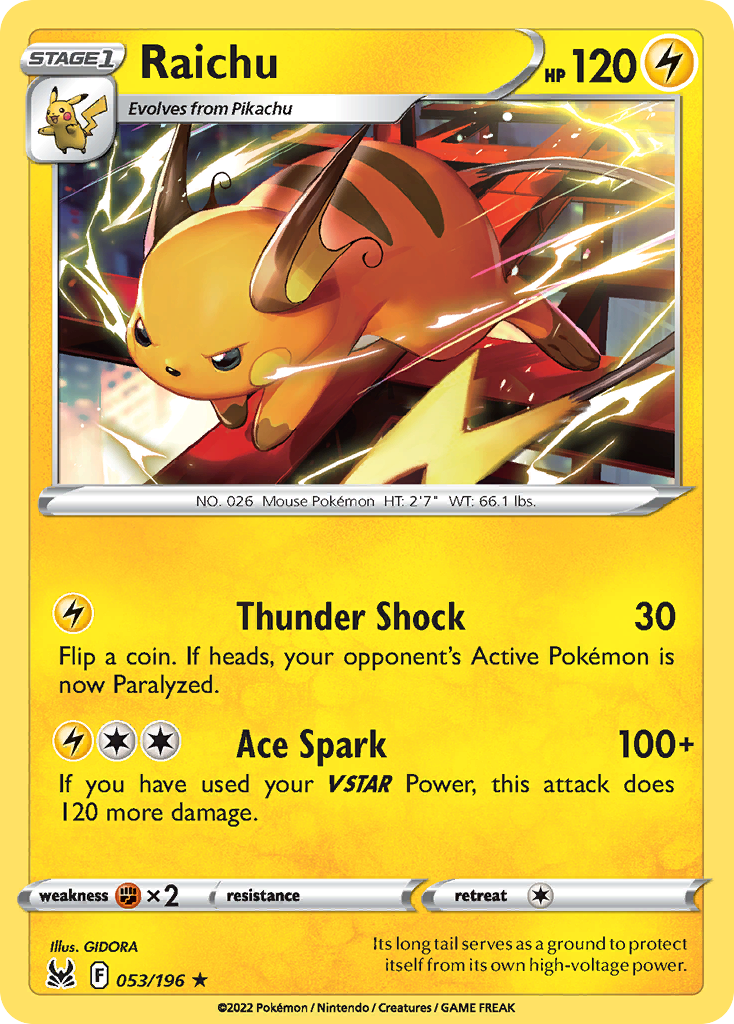 STAGE 1
Raichu
HP 120
Evolves from Pikachu
NO. 026 Mouse Pokémon HT: 2'7" WT: 66.1 lbs.
Thunder Shock 30
Flip a coin. If heads, your opponent's Active Pokémon is
now Paralyzed.
Ace Spark 100+
If you have used your VSTAR Power, this attack does
120 more damage.
weakness ×2 resistance retreat
Illus. GIDORA
Its long tail serves as a ground to protect
itself from its own high-voltage power.
F 053/196 ★
©2022 Pokémon / Nintendo / Creatures / GAME FREAK